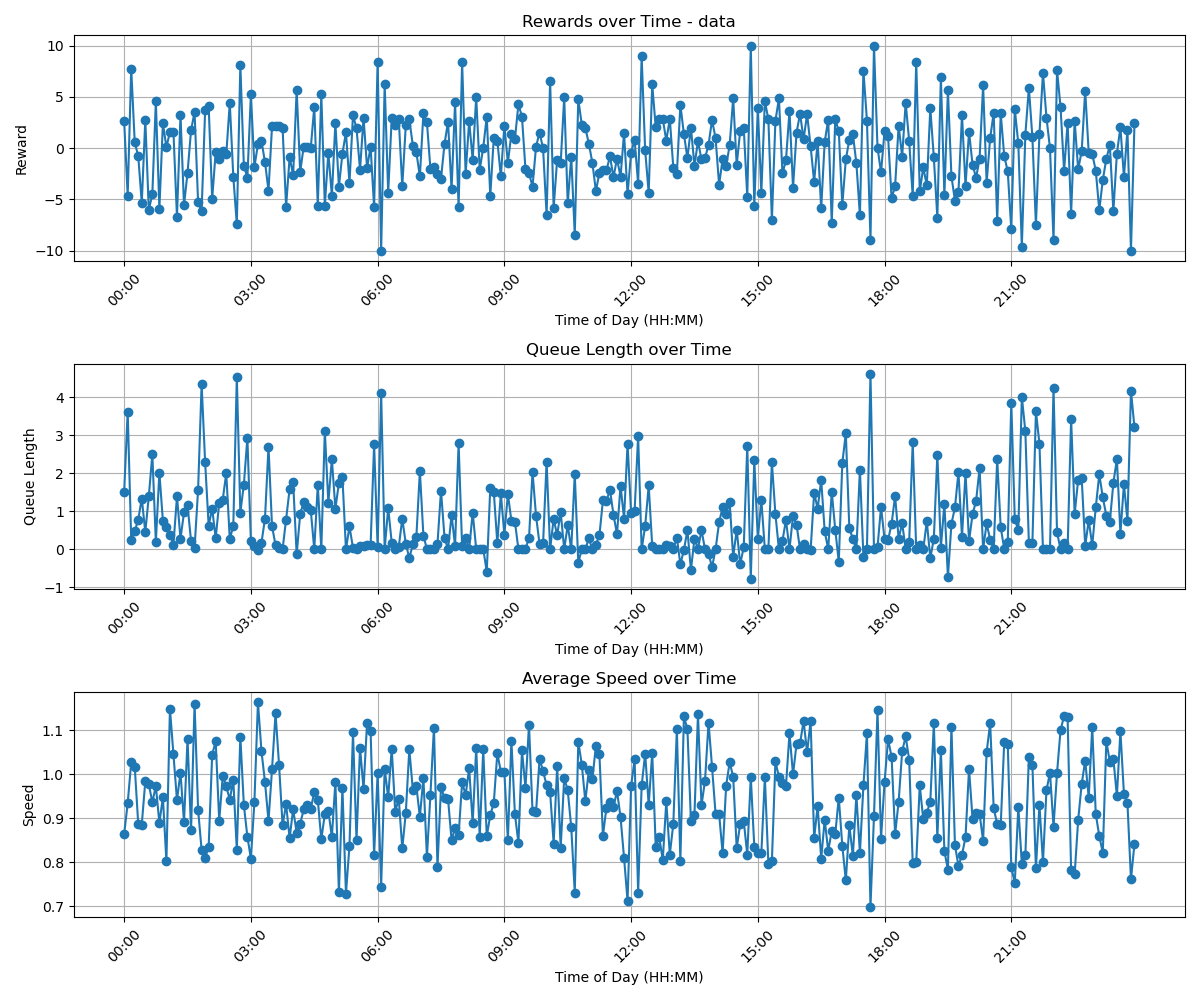 Rewards over Time - data
10
5
0
−5
−10
Reward
00:00 03:00 06:00 09:00 12:00 15:00 18:00 21:00
Time of Day (HH:MM)
Queue Length over Time
4
3
2
1
0
−1
Queue Length
00:00 03:00 06:00 09:00 12:00 15:00 18:00 21:00
Time of Day (HH:MM)
Average Speed over Time
1.1
1.0
0.9
0.8
0.7
Speed
00:00 03:00 06:00 09:00 12:00 15:00 18:00 21:00
Time of Day (HH:MM)